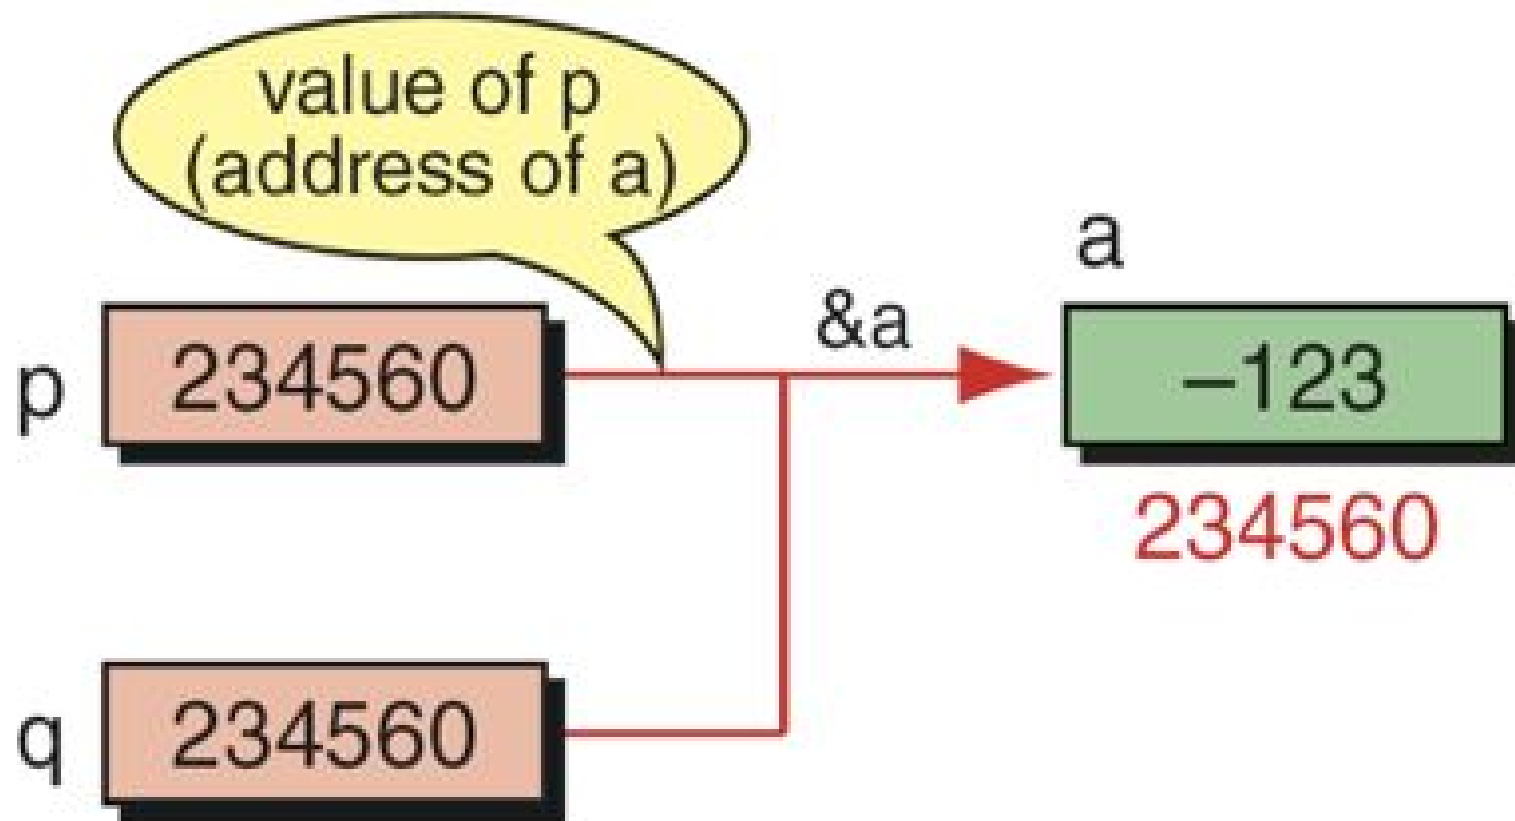 value of p
(address of a)
a
&a
p
234560
–123
234560
q
234560